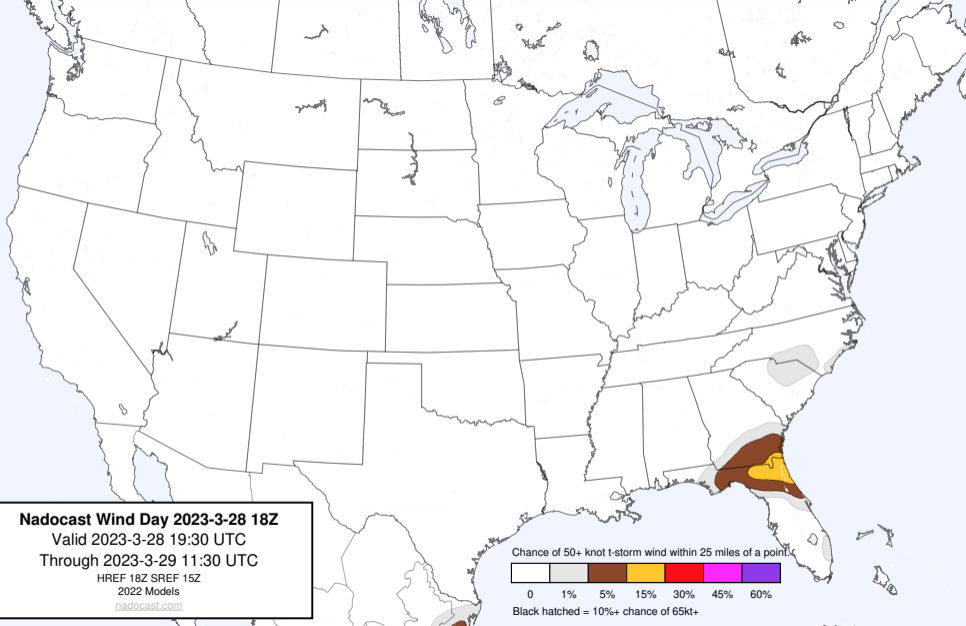 Nadocast Wind Day 2023-3-28 18Z
Valid 2023-3-28 19:30 UTC
Through 2023-3-29 11:30 UTC
HREF 18Z SREF 15Z
2022 Models
nadocast.com
Chance of 50+ knot t-storm wind within 25 miles of a point.
0 1% 5% 15% 30% 45% 60%
Black hatched = 10%+ chance of 65kt+